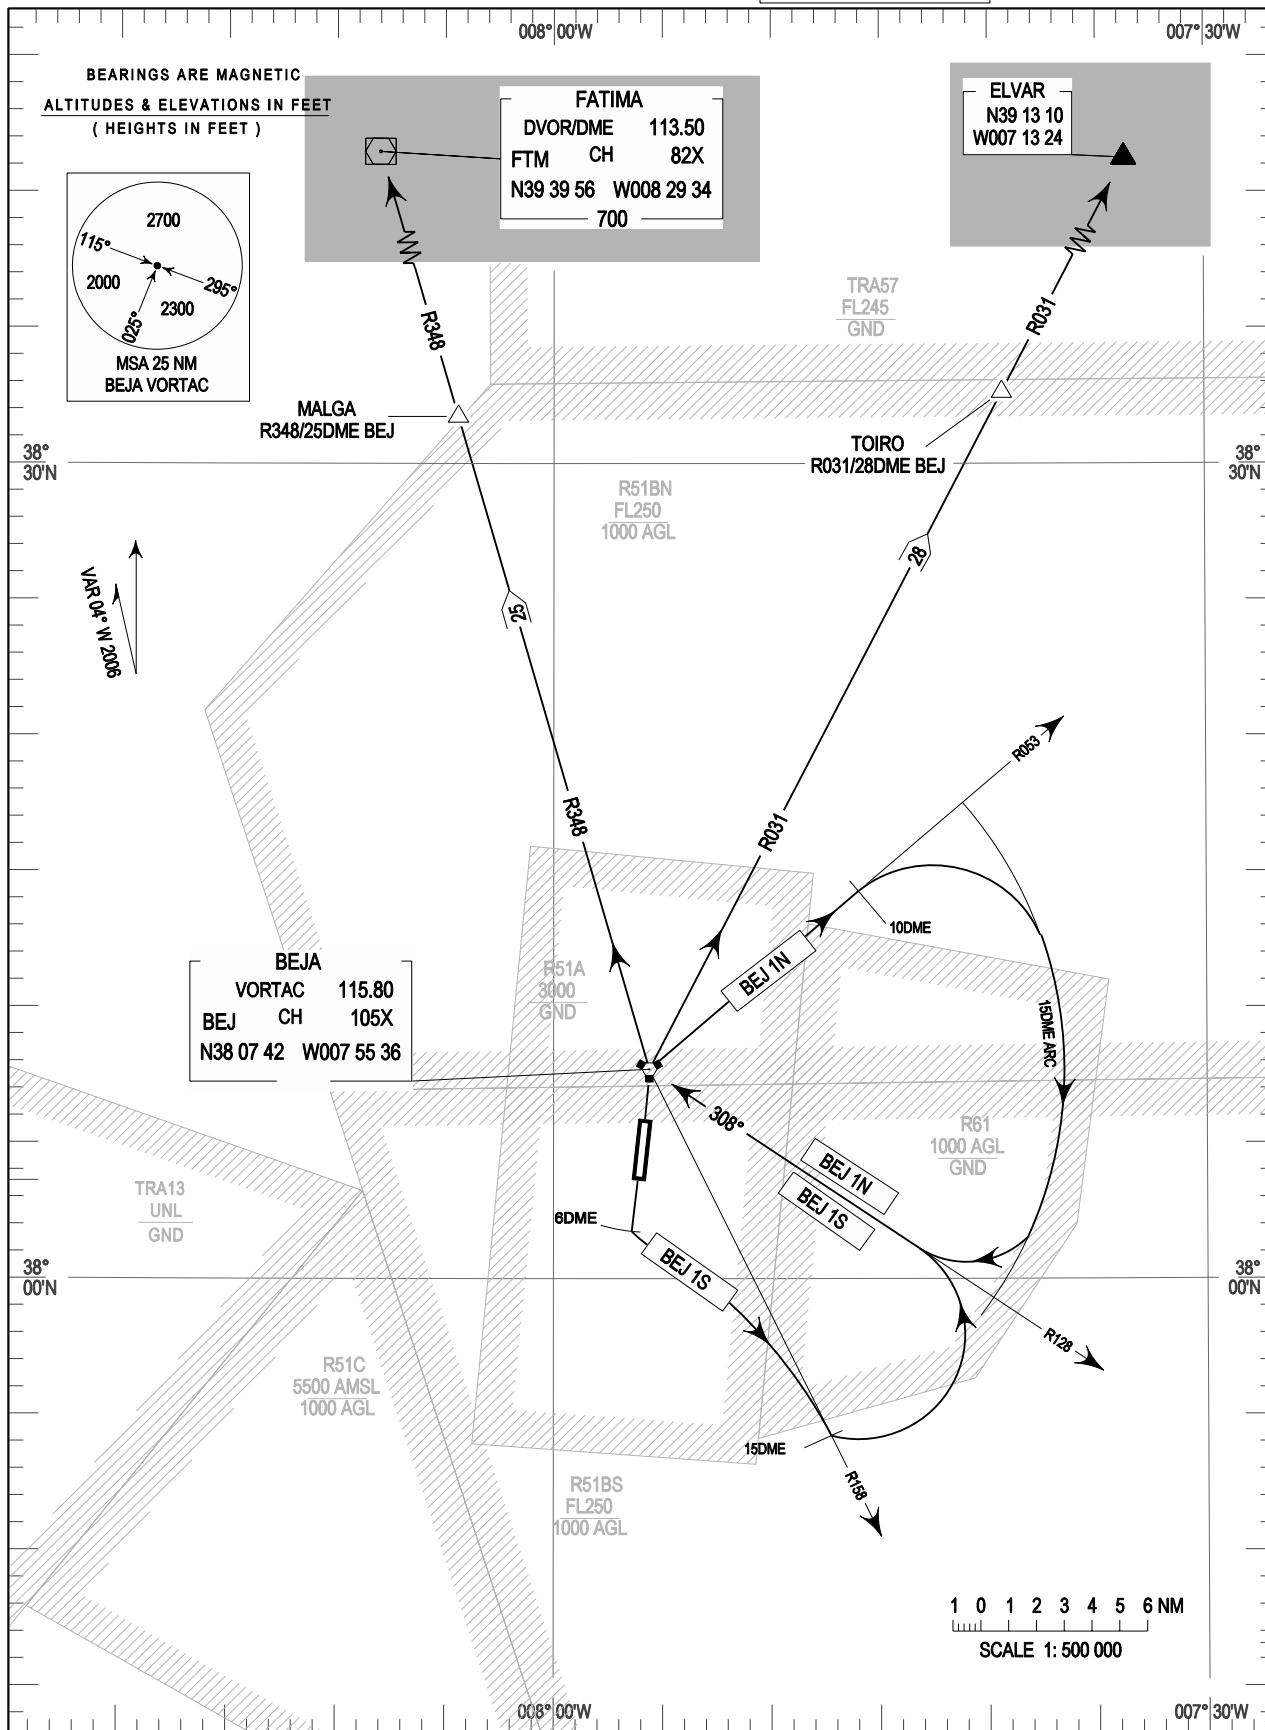 008° 00'W
007° 30'W
BEARINGS ARE MAGNETIC
ALTITUDES & ELEVATIONS IN FEET
( HEIGHTS IN FEET )
FATIMA
DVOR/DME 113.50
FTM CH 82X
N39 39 56 W008 29 34
700
ELVAR
N39 13 10
W007 13 24
2700
115°
2000
295°
2300
025°
MSA 25 NM
BEJA VORTAC
TRA57
FL245
GND
R348
R031
MALGA
R348/25DME BEJ
TOIRO
R031/28DME BEJ
38°
30'N
38°
30'N
R51BN
FL250
1000 AGL
28
25
VAR 04° W 2006
R053
R348
R031
10DME
BEJ 1N
BEJA
VORTAC 115.80
BEJ CH 105X
N38 07 42 W007 55 36
R51A
3000
GND
15DME ARC
308°
R61
1000 AGL
GND
BEJ 1N
BEJ 1S
TRA13
UNL
GND
6DME
BEJ 1S
38°
00'N
38°
00'N
R128
R51C
5500 AMSL
1000 AGL
15DME
R158
R51BS
FL250
1000 AGL
1 0 1 2 3 4 5 6 NM
SCALE 1: 500 000
008° 00'W
007° 30'W